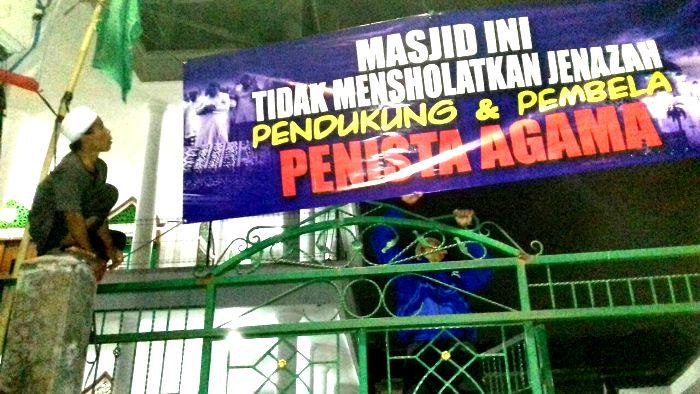 MASJID INI
TIDAK MENSHOLATKAN JENAZAH
PENDUKUNG & PEMBELA
PENISTA AGAMA